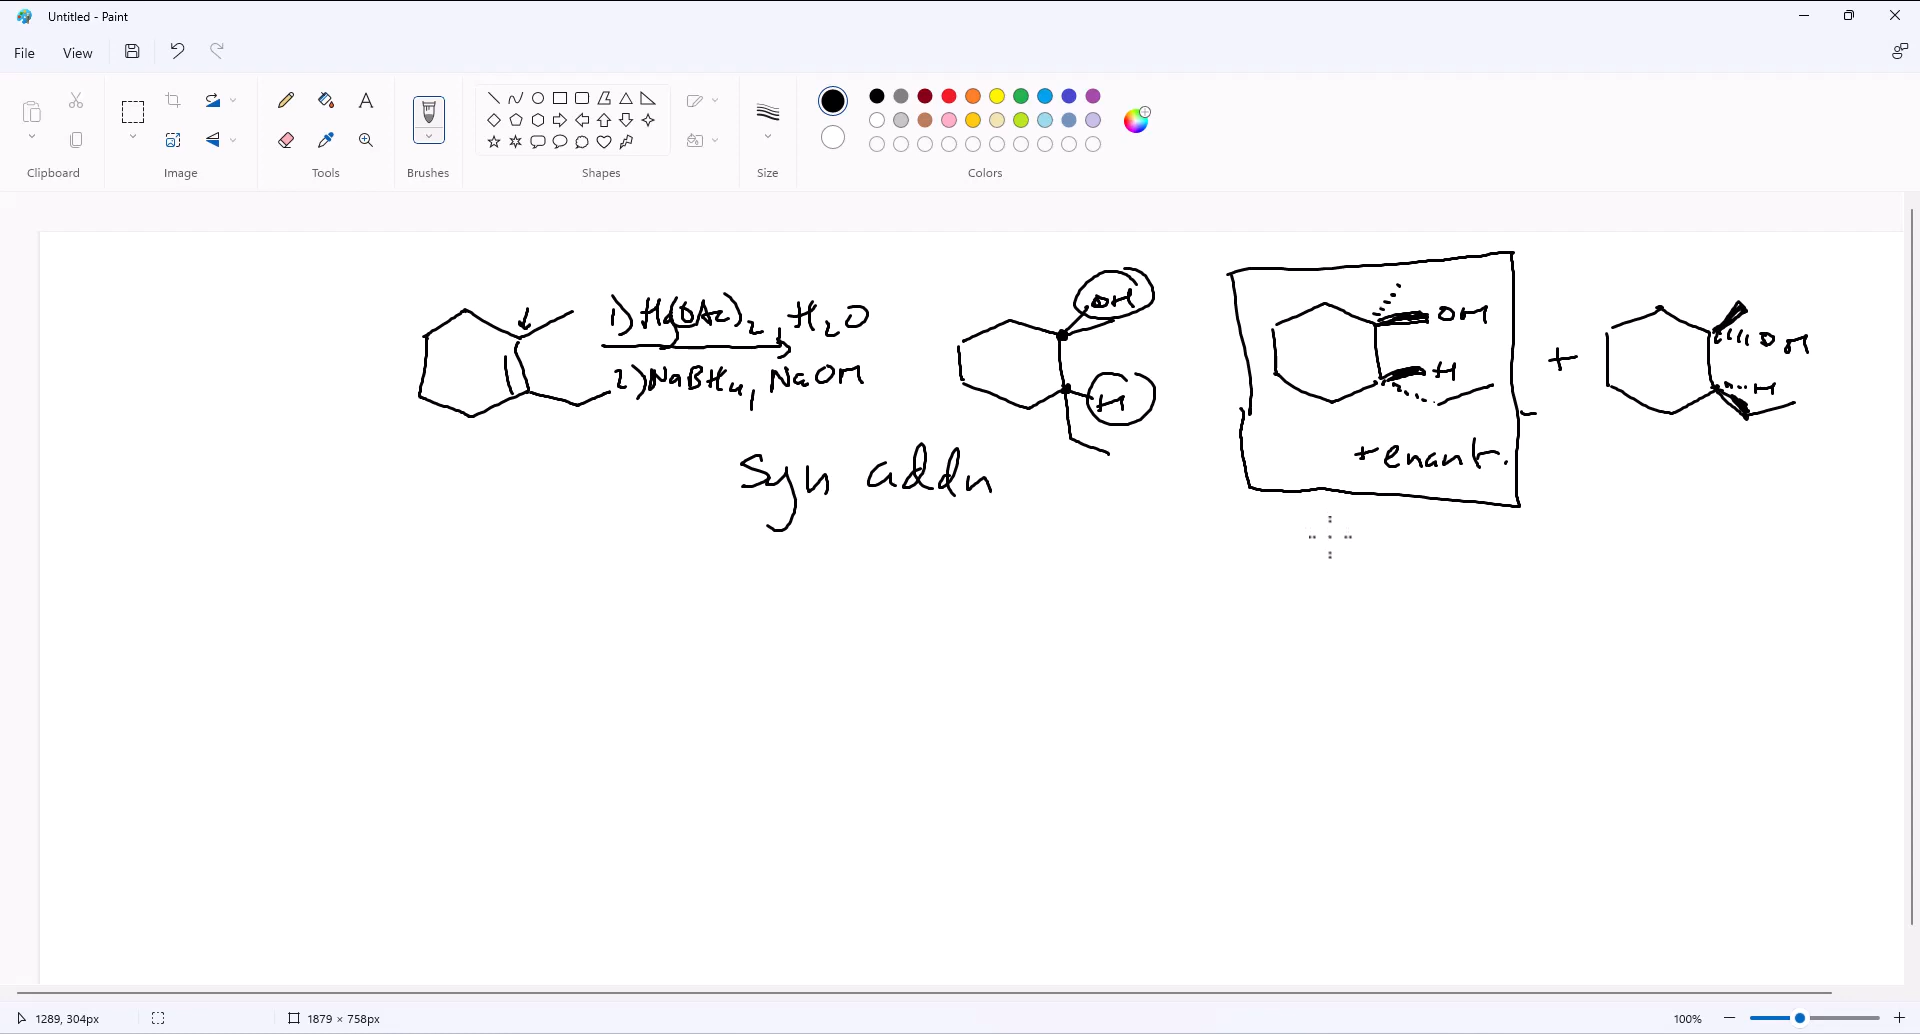 Untitled - Paint
File View
Clipboard Image Tools Brushes Shapes Size Colors
1) Hg(OAc)2, H2O
2) NaBH4, NaOH
OH
H
OH
H
+ enant.
+
OH
H
Syn addn
1289, 304px 1879 × 758px 100%